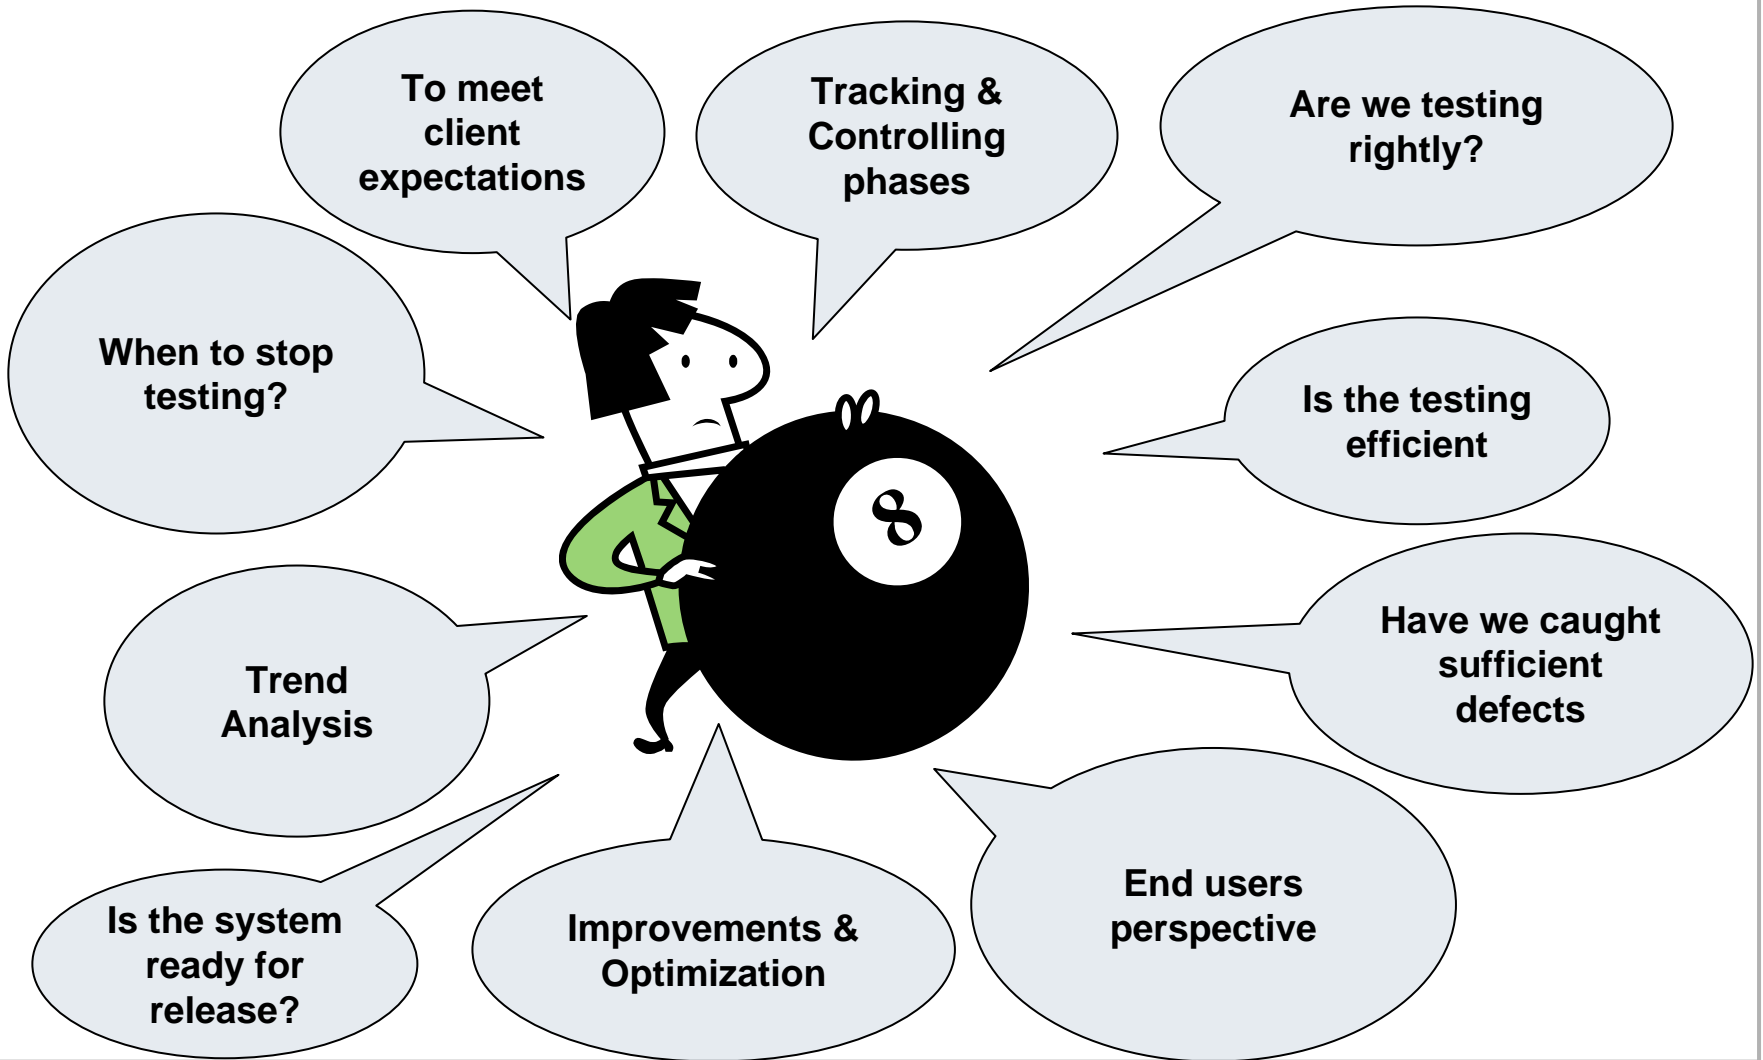 To meet
client
expectations
Tracking &
Controlling
phases
Are we testing
rightly?
When to stop
testing?
Is the testing
efficient
8
Have we caught
sufficient
defects
Trend
Analysis
End users
perspective
Is the system
ready for
release?
Improvements &
Optimization